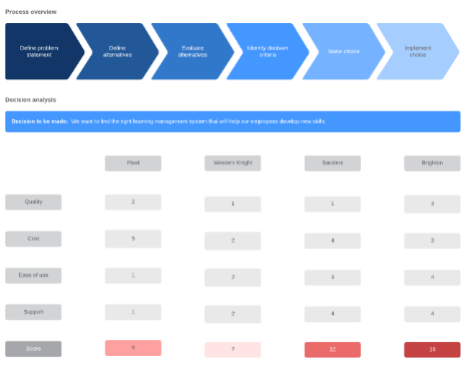 Process overview
Define problem statement
Define alternatives
Evaluate alternatives
Identify decision criteria
Make choice
Implement choice
Decision analysis
Decision to be made: We want to find the right learning management system that will help our employees develop new skills.
Pixel Western Knight Sanders Brighton
Quality 2 1 1 3
Cost 5 2 4 3
Ease of use 1 2 3 4
Support 1 2 4 4
Score 7 12